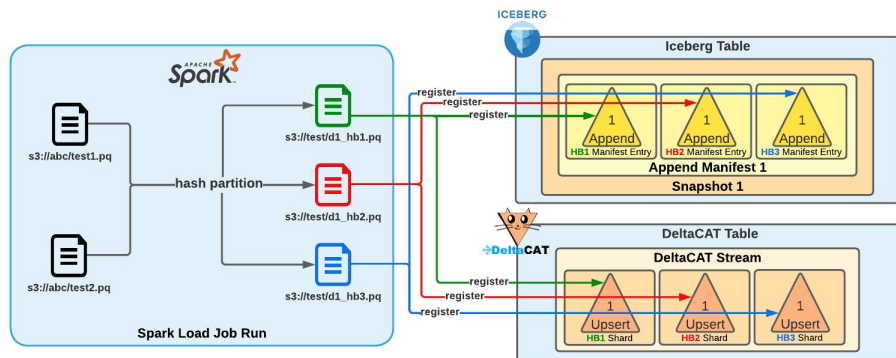 APACHE
Spark
s3://abc/test1.pq
s3://abc/test2.pq
hash partition
s3://test/d1_hb1.pq
s3://test/d1_hb2.pq
s3://test/d1_hb3.pq
Spark Load Job Run
ICEBERG
Iceberg Table
register
register
register
1
Append
HB1 Manifest Entry
1
Append
HB2 Manifest Entry
1
Append
HB3 Manifest Entry
Append Manifest 1
Snapshot 1
DeltaCAT
DeltaCAT Table
DeltaCAT Stream
register
register
register
1
Upsert
HB1 Shard
1
Upsert
HB2 Shard
1
Upsert
HB3 Shard